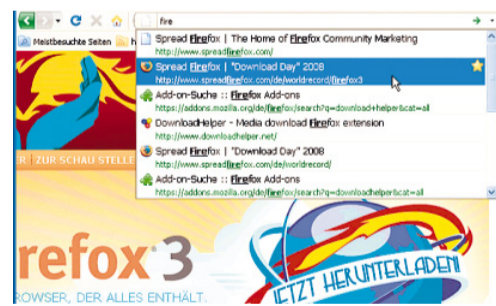 fire
Meistbesuchte Seiten
Spread Firefox | The Home of Firefox Community Marketing
http://www.spreadfirefox.com/
Spread Firefox | "Download Day" 2008
http://www.spreadfirefox.com/de/worldrecord/firefox3
Add-on-Suche :: Firefox Add-ons
https://addons.mozilla.org/de/firefox/search?q=download+helper&cat=all
DownloadHelper - Media download Firefox extension
http://www.downloadhelper.net/
Spread Firefox | "Download Day" 2008
http://www.spreadfirefox.com/de/worldrecord/
Add-on-Suche :: Firefox Add-ons
https://addons.mozilla.org/de/firefox/search?q=downloadhelper&cat=all
ER | ZUR SCHAU STELLE
refox 3
ROWSER, DER ALLES ENTHÄLT.
JETZT HERUNTERLADEN!